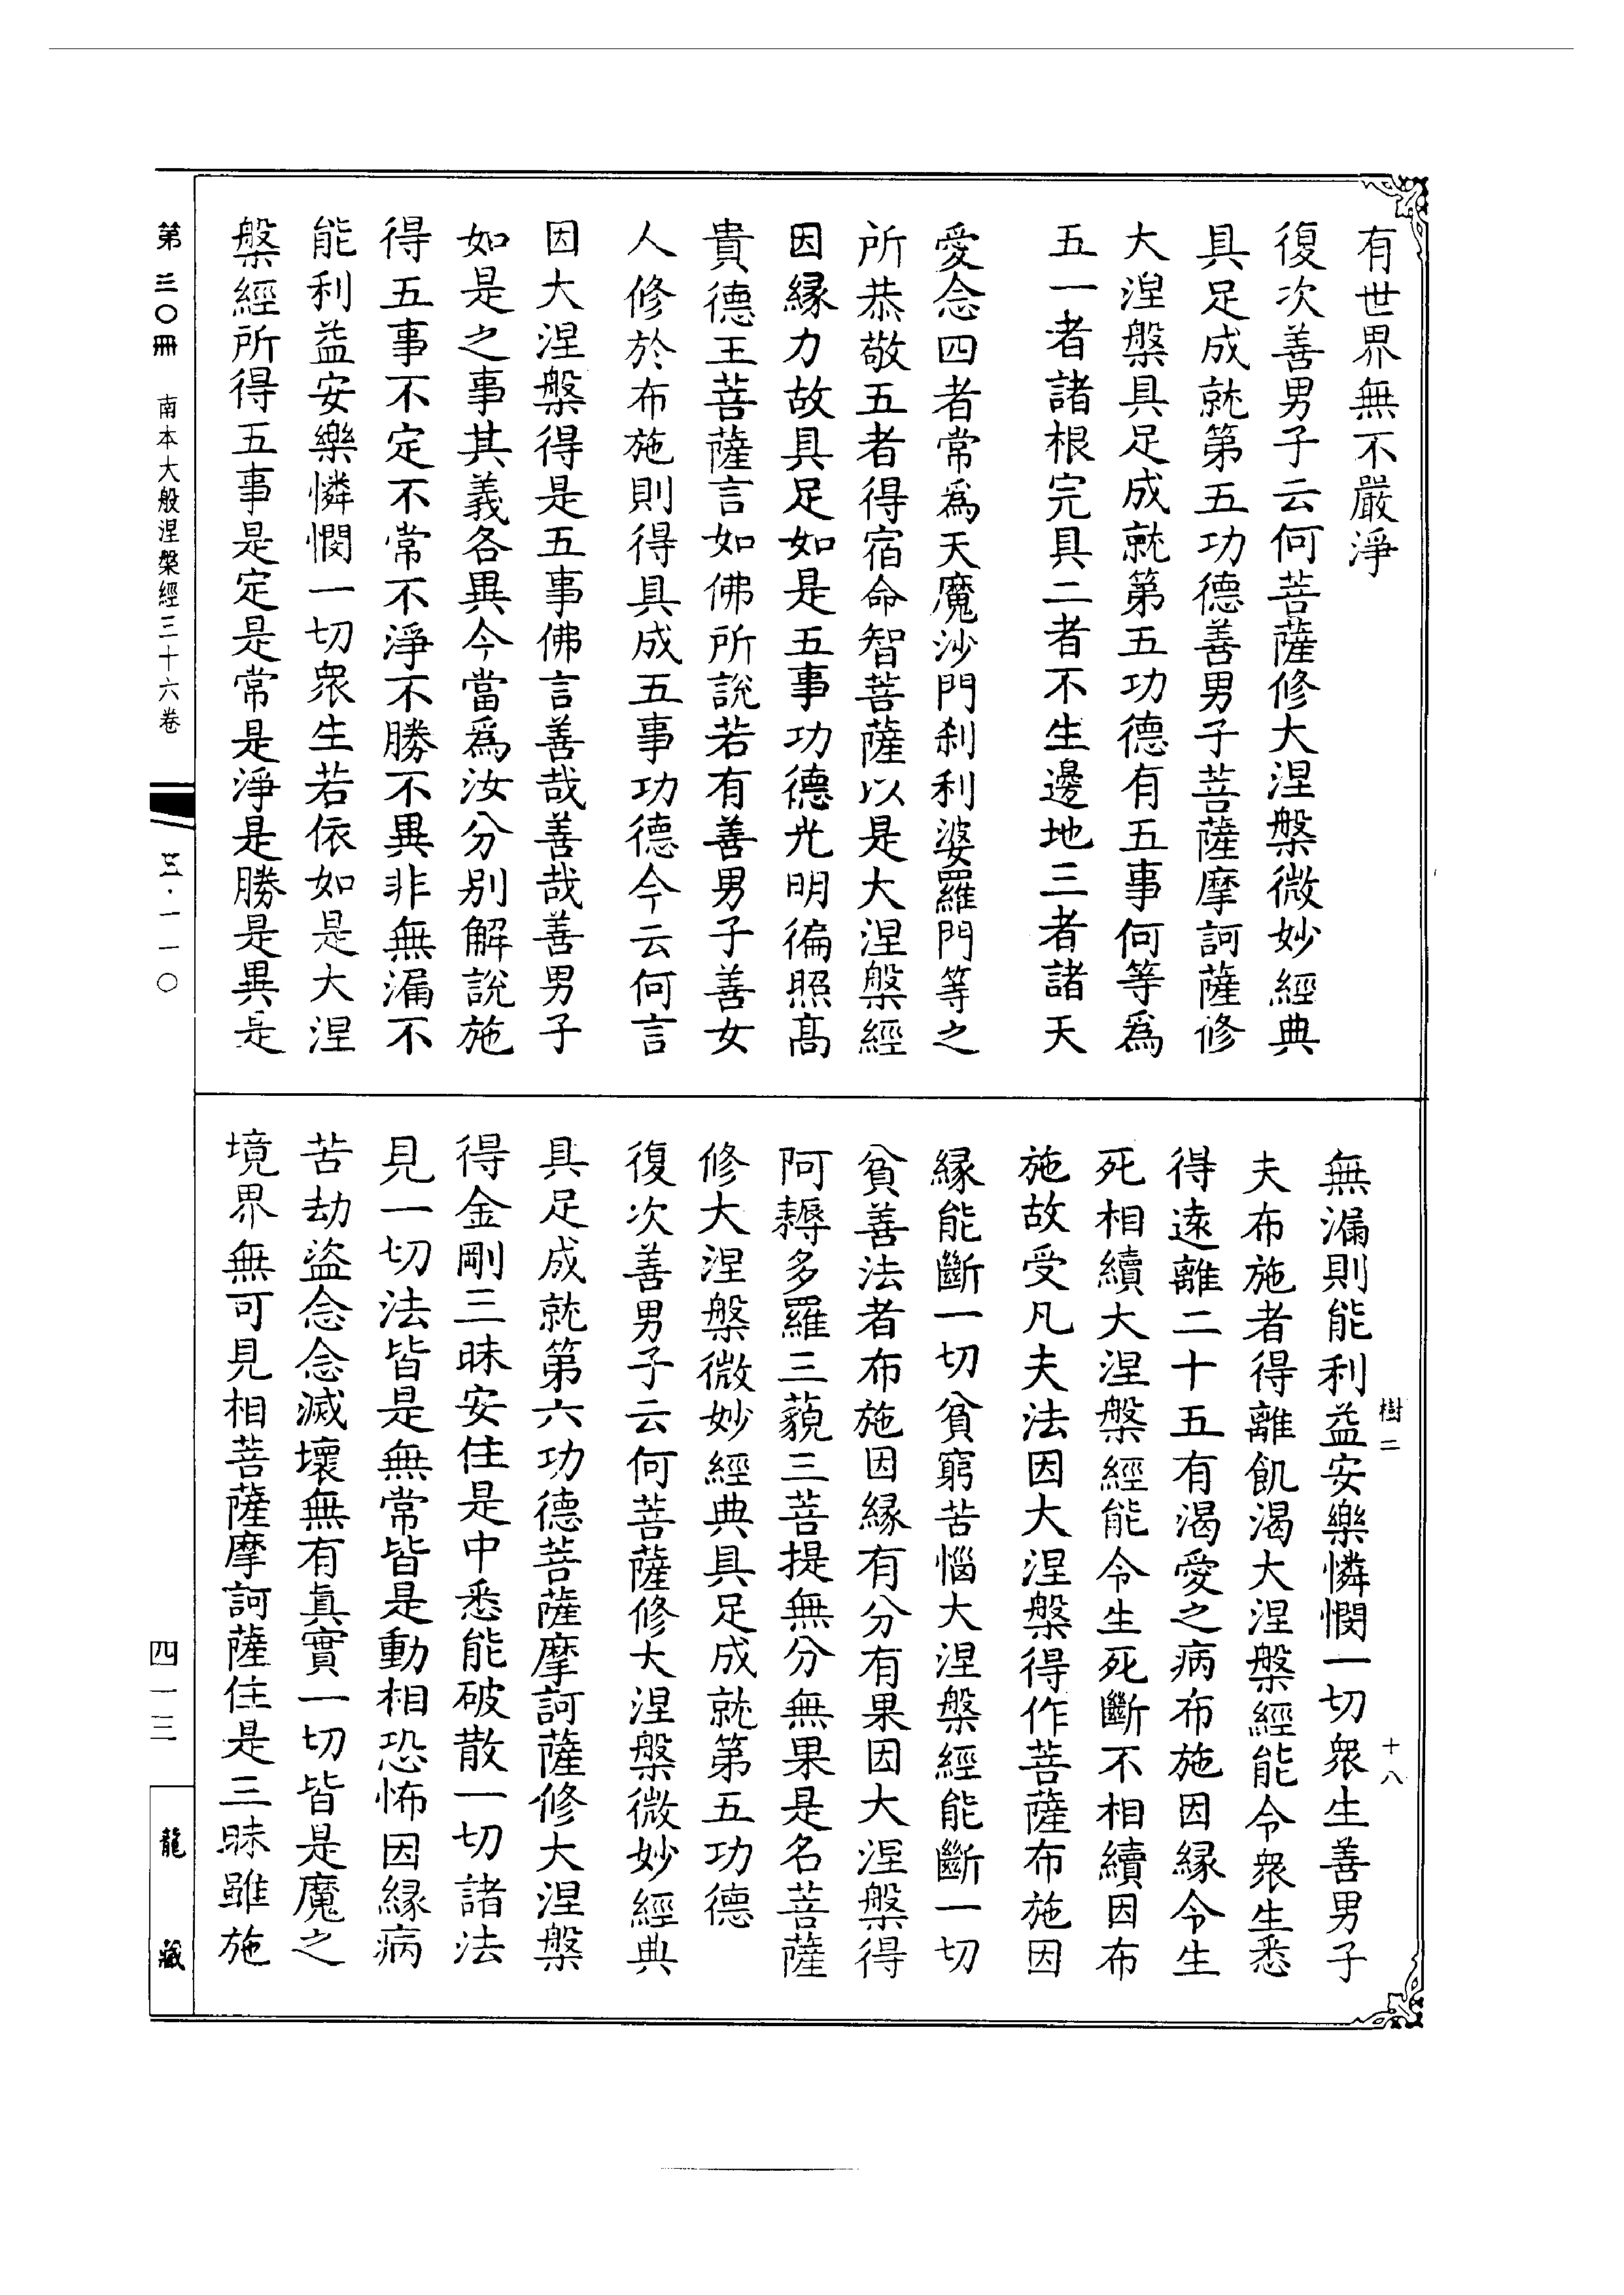 有世界無不嚴淨
復次善男子云何菩薩修大涅槃微妙經典
具足成就第五功德善男子菩薩摩訶薩修
大涅槃具足成就第五功德有五事何等爲
五一者諸根完具二者不生邊地三者諸天
愛念四者常爲天魔沙門刹利婆羅門等之
所恭敬五者得宿命智菩薩以是大涅槃經
因緣力故具足如是五事功德光明徧照高
貴德王菩薩言如佛所說若有善男子善女
人修於布施則得具成五事功德今云何言
因大涅槃得是五事佛言善哉善哉善男子
如是之事其義各異今當爲汝分別解說施
得五事不定不常不淨不勝不異非無漏不
能利益安樂憐憫一切衆生若依如是大涅
槃經所得五事是定是常是淨是勝是異是
無漏則能利益安樂憐憫一切衆生善男子
夫布施者得離飢渴大涅槃經能令衆生悉
得遠離二十五有渴愛之病布施因緣令生
死相續大涅槃經能令生死斷不相續因布
施故受凡夫法因大涅槃得作菩薩布施因
緣能斷一切貧窮苦惱大涅槃經能斷一切
貧善法者布施因緣有分有果因大涅槃得
阿耨多羅三藐三菩提無分無果是名菩薩
修大涅槃微妙經典具足成就第五功德
復次善男子云何菩薩修大涅槃微妙經典
具足成就第六功德菩薩摩訶薩修大涅槃
得金剛三昧安住是中悉能破散一切諸法
見一切法皆是無常皆是動相恐怖因緣病
苦劫盜念念滅壞無有眞實一切皆是魔之
境界無可見相菩薩摩訶薩住是三昧雖施
樹二 十八
第三〇冊 南本大般涅槃經三十六卷
五·一一〇
四一三
龍藏